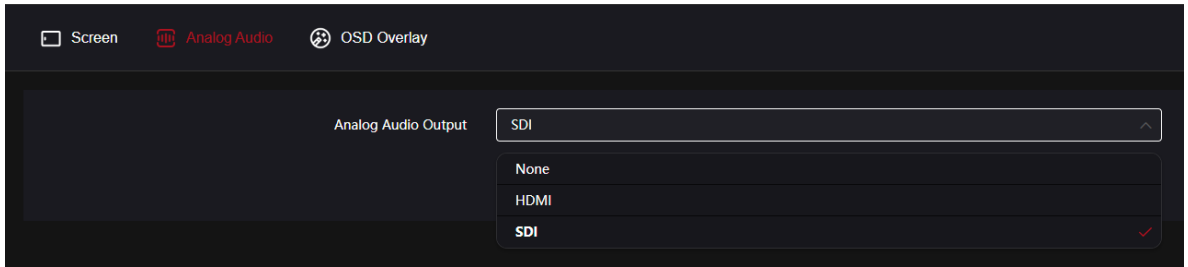 Screen Analog Audio OSD Overlay
Analog Audio Output SDI
None
HDMI
SDI